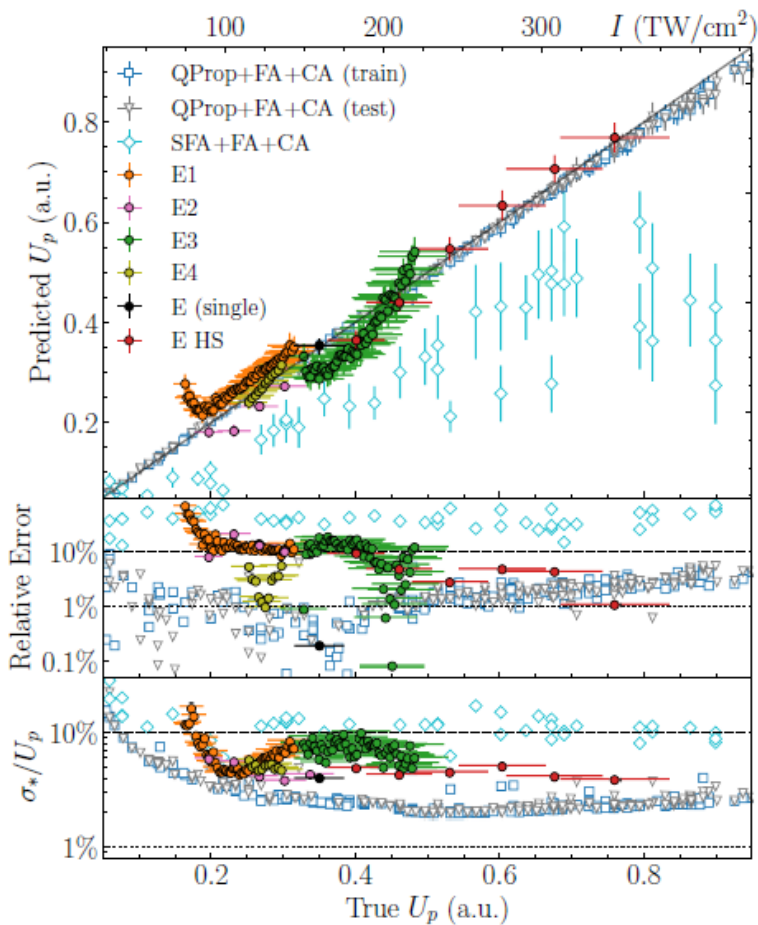 100 200 300 I (TW/cm²)
QProp+FA+CA (train)
QProp+FA+CA (test)
SFA+FA+CA
E1
E2
E3
E4
E (single)
E HS
Predicted Uₚ (a.u.)
0.8
0.6
0.4
0.2
Relative Error
10%
1%
0.1%
σ*/Uₚ
10%
1%
0.2 0.4 0.6 0.8
True Uₚ (a.u.)